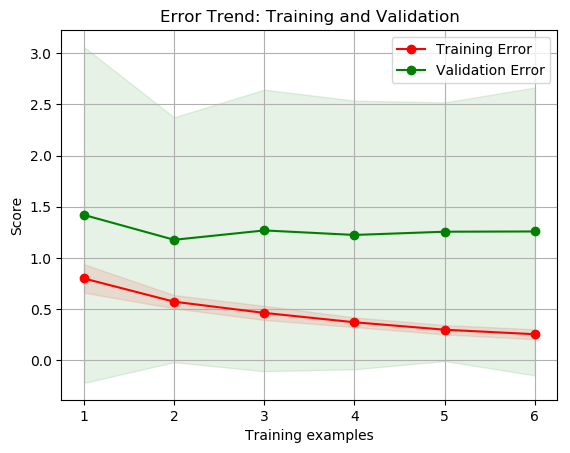 Error Trend: Training and Validation
Training Error
Validation Error
Score
3.0
2.5
2.0
1.5
1.0
0.5
0.0
1 2 3 4 5 6
Training examples